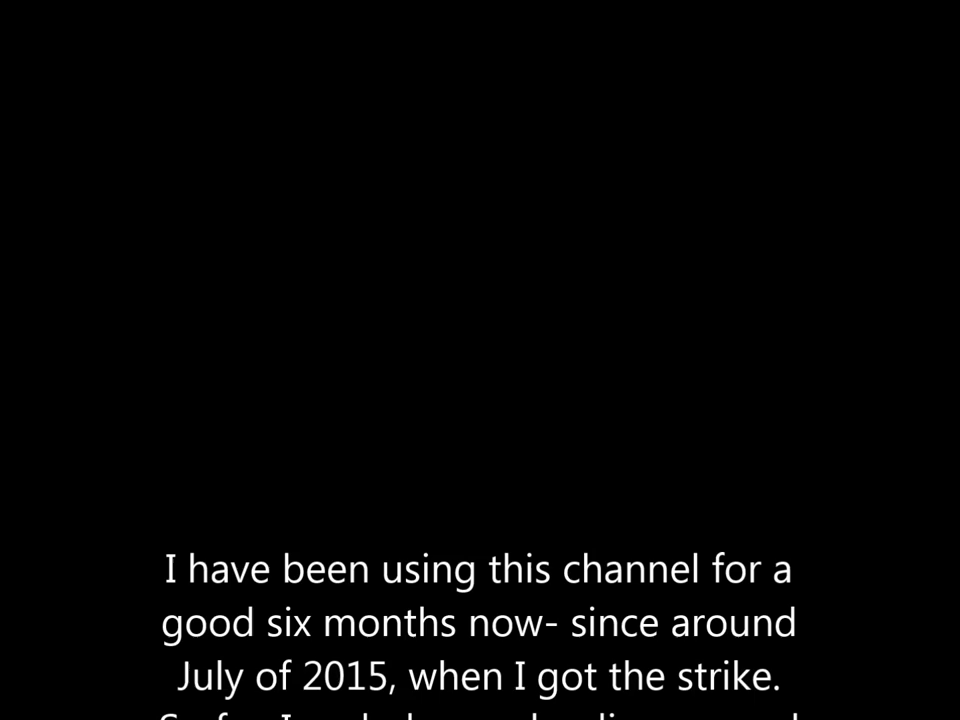 I have been using this channel for a
good six months now- since around
July of 2015, when I got the strike.